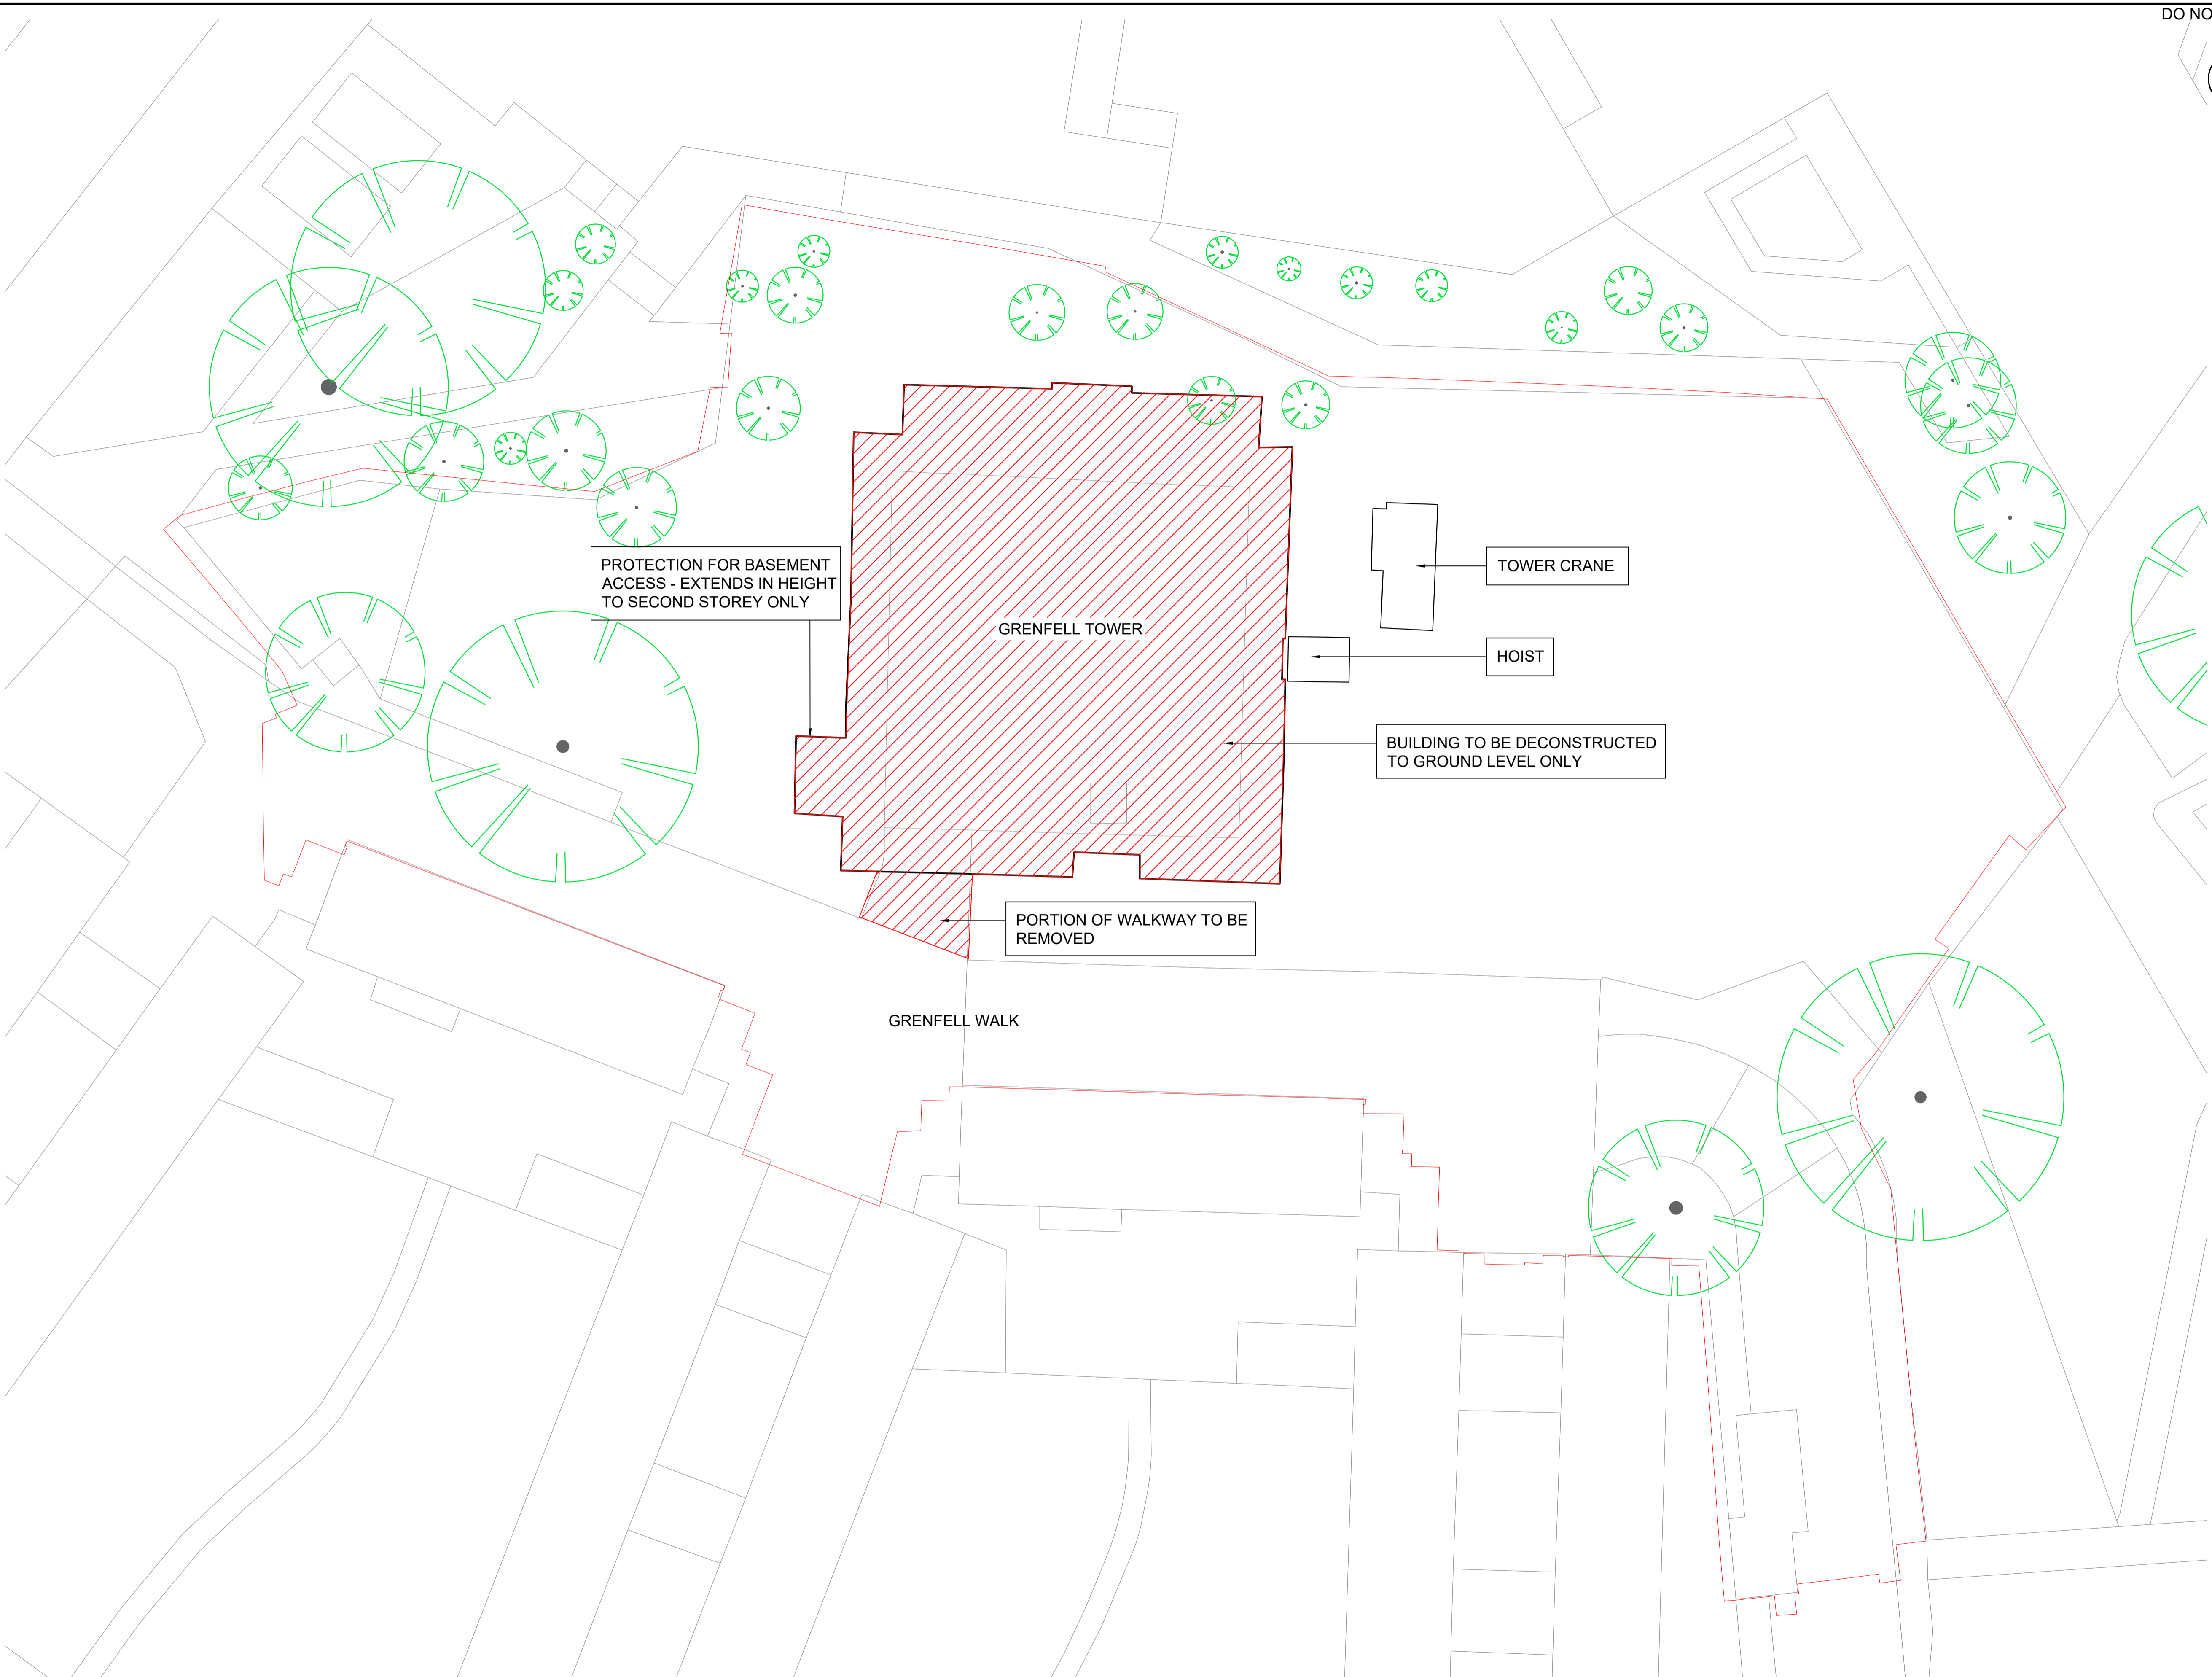 DO NO
PROTECTION FOR BASEMENT
ACCESS - EXTENDS IN HEIGHT
TO SECOND STOREY ONLY
TOWER CRANE
GRENFELL TOWER
HOIST
BUILDING TO BE DECONSTRUCTED
TO GROUND LEVEL ONLY
PORTION OF WALKWAY TO BE
REMOVED
GRENFELL WALK